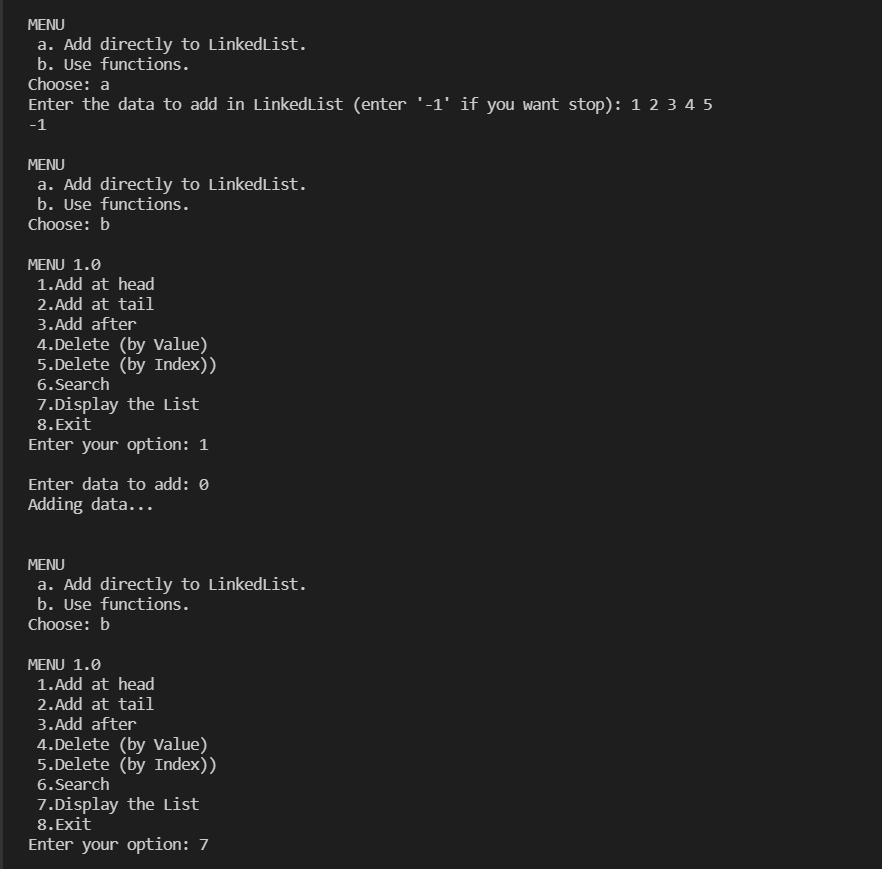 MENU
a. Add directly to LinkedList.
b. Use functions.
Choose: a
Enter the data to add in LinkedList (enter '-1' if you want stop): 1 2 3 4 5
-1
MENU
a. Add directly to LinkedList.
b. Use functions.
Choose: b
MENU 1.0
1.Add at head
2.Add at tail
3.Add after
4.Delete (by Value)
5.Delete (by Index))
6.Search
7.Display the List
8.Exit
Enter your option: 1
Enter data to add: 0
Adding data...
MENU
a. Add directly to LinkedList.
b. Use functions.
Choose: b
MENU 1.0
1.Add at head
2.Add at tail
3.Add after
4.Delete (by Value)
5.Delete (by Index))
6.Search
7.Display the List
8.Exit
Enter your option: 7